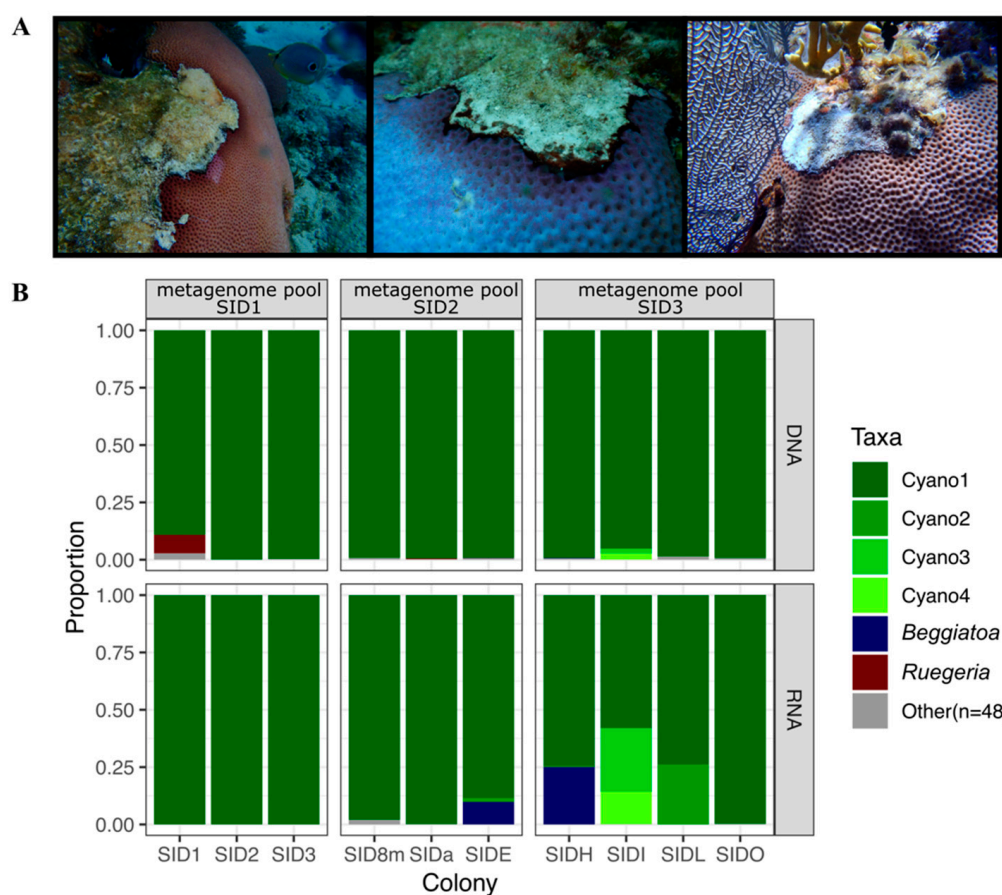 A
B
metagenome pool
SID1
metagenome pool
SID2
metagenome pool
SID3
1.00
0.75
0.50
0.25
0.00
DNA
1.00
0.75
0.50
0.25
0.00
RNA
Proportion
SID1 SID2 SID3 SID8m SIDa SIDE SIDH SIDI SIDL SIDO
Colony
Taxa
Cyano1
Cyano2
Cyano3
Cyano4
Beggiatoa
Ruegeria
Other(n=48